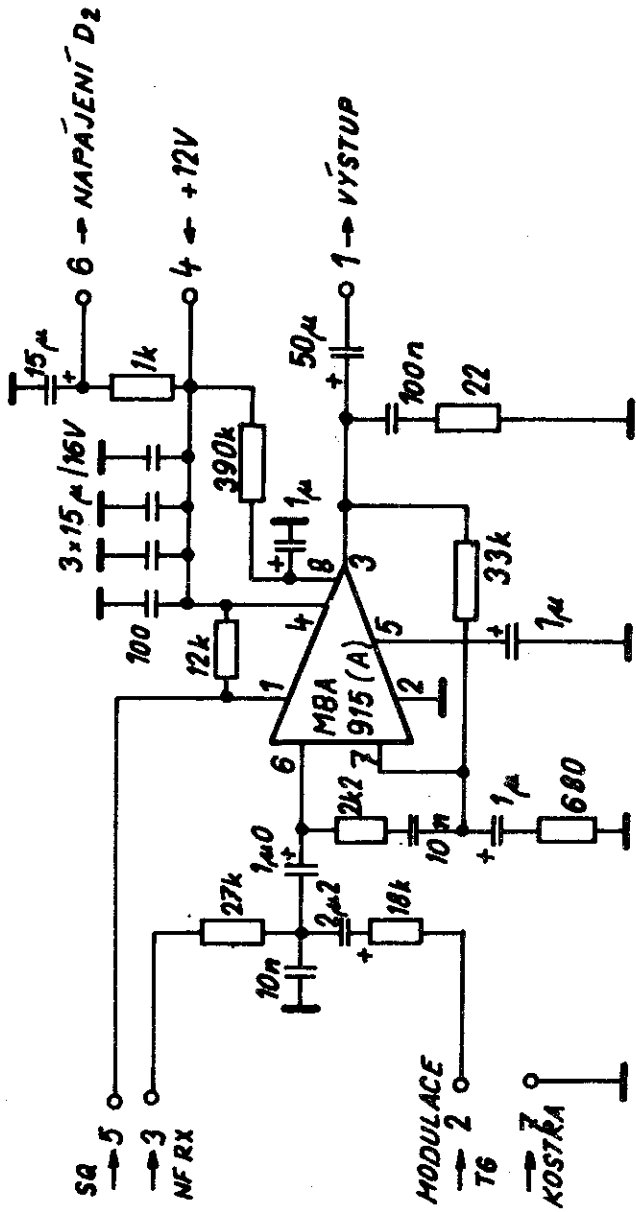 15μ
+
6 → NAPÁJENÍ D2
1k
4 ← +12V
3×15μ/16V
100
390k
1μ
+
12k
SQ
→ 5
→ 3
NF RX
1
4
8
MBA
915 (A)
6
7
2
5
3
+
50μ
1 → VÝSTUP
100n
22
33k
27k
1μ0
+
10n
2μ2
+
18k
2k2
10n
1μ
+
680
+
1μ
MODULACE
→ 2
T6
→ 7
KOSTRA